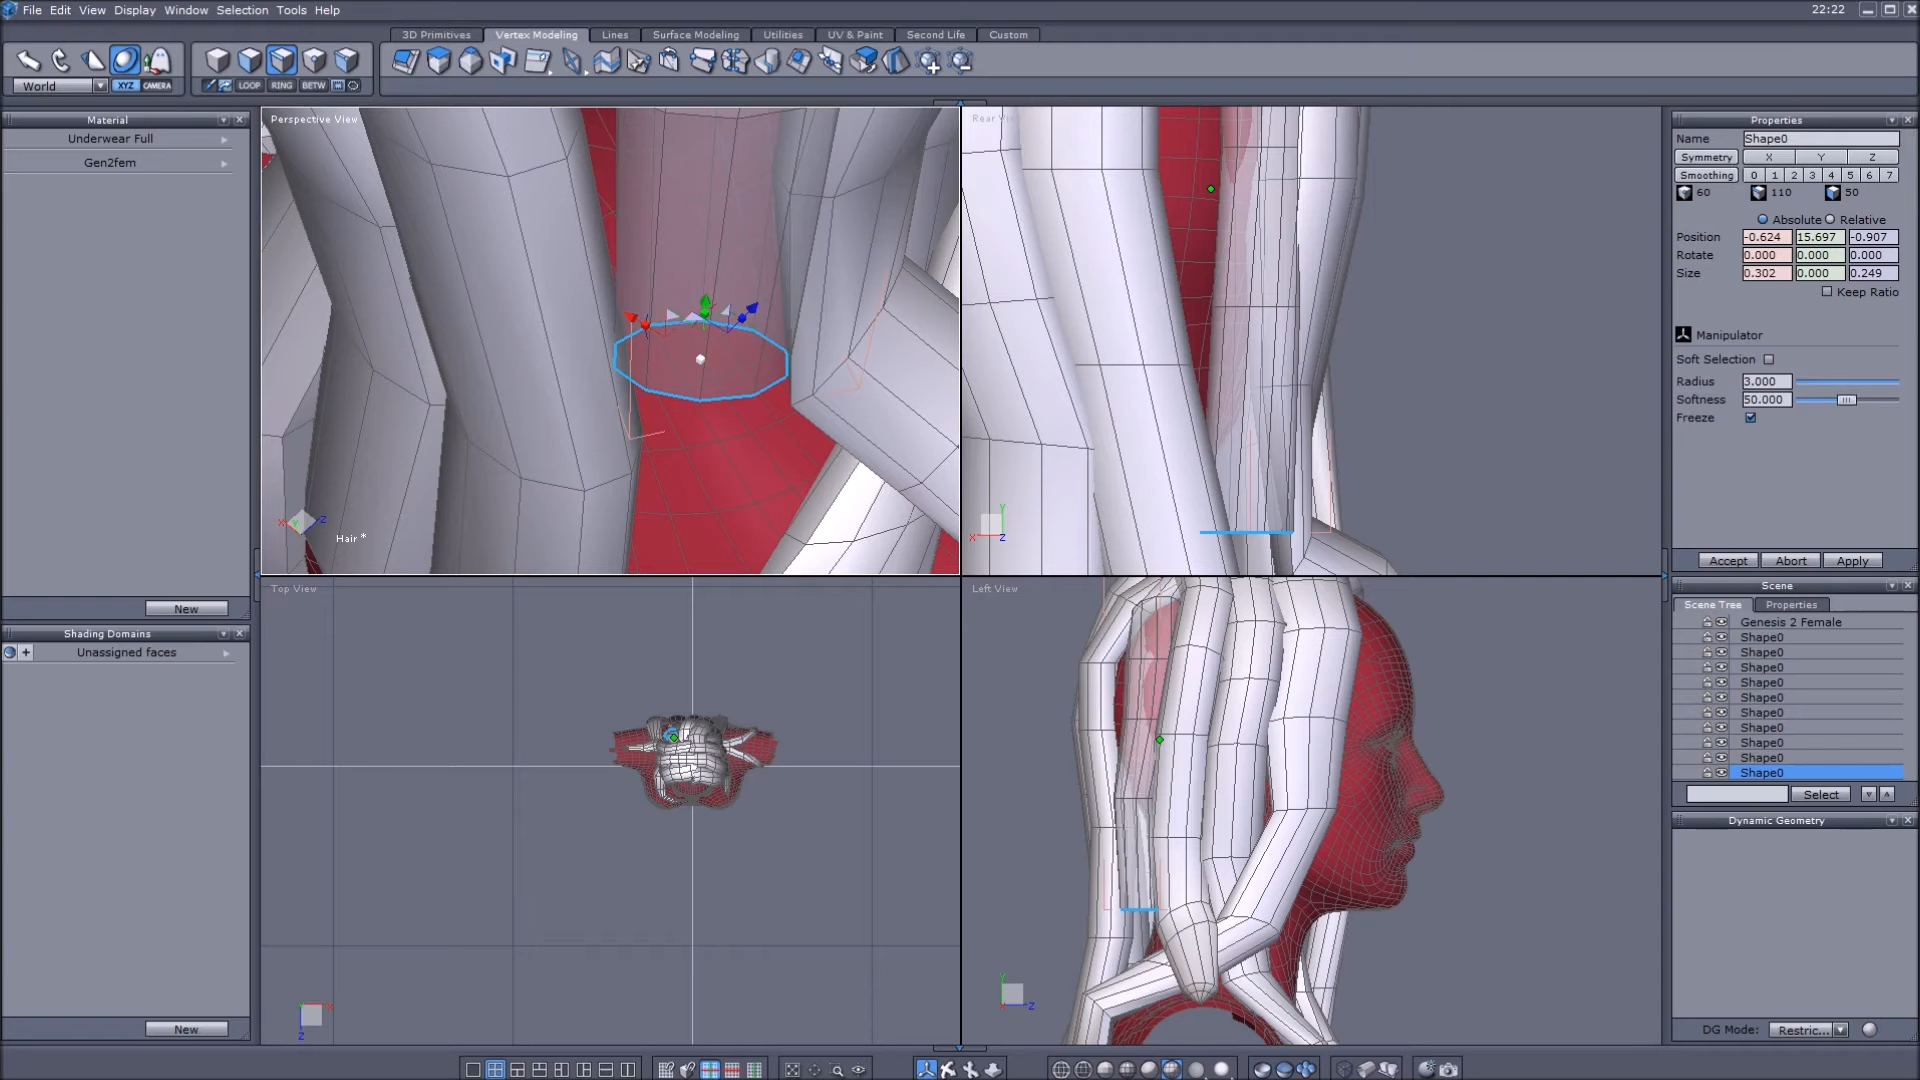 File Edit View Display Window Selection Tools Help
22:22
3D Primitives Vertex Modeling Lines Surface Modeling Utilities UV & Paint Second Life Custom
World XYZ CAMERA LOOP RING BETW
Material
Underwear Full
Gen2fem
New
Shading Domains
Unassigned faces
New
Perspective View
X Y Z
Hair *
Rear Vi
Y
X Z
Top View
X
Z
Left View
Y
X Z
Properties
Name Shape0
Symmetry X Y Z
Smoothing 0 1 2 3 4 5 6 7
60 110 50
Absolute Relative
Position -0.624 15.697 -0.907
Rotate 0.000 0.000 0.000
Size 0.302 0.000 0.249
Keep Ratio
Manipulator
Soft Selection
Radius 3.000
Softness 50.000
Freeze
Accept Abort Apply
Scene
Scene Tree Properties
Genesis 2 Female
Shape0
Shape0
Shape0
Shape0
Shape0
Shape0
Shape0
Shape0
Shape0
Shape0
Select
Dynamic Geometry
DG Mode: Restric...